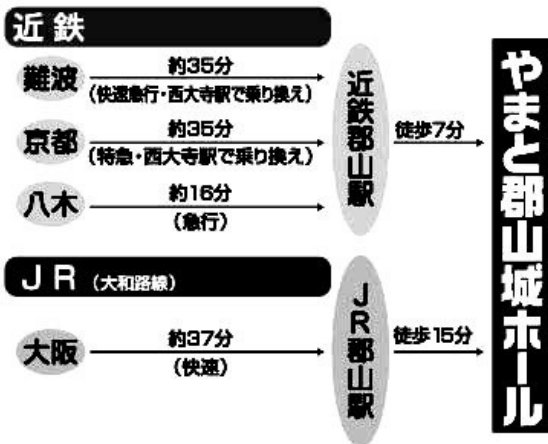 近鉄
難波
約35分
(快速急行・西大寺駅で乗り換え)
京都
約35分
(特急・西大寺駅で乗り換え)
八木
約16分
(急行)
近鉄郡山駅
徒歩7分
JR (大和路線)
大阪
約37分
(快速)
JR郡山駅
徒歩15分
やまと郡山城ホール